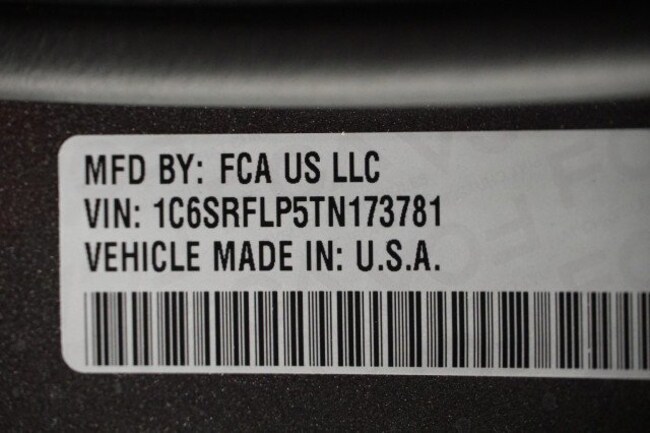 MFD BY: FCA US LLC
VIN: 1C6SRFLP5TN173781
VEHICLE MADE IN: U.S.A.